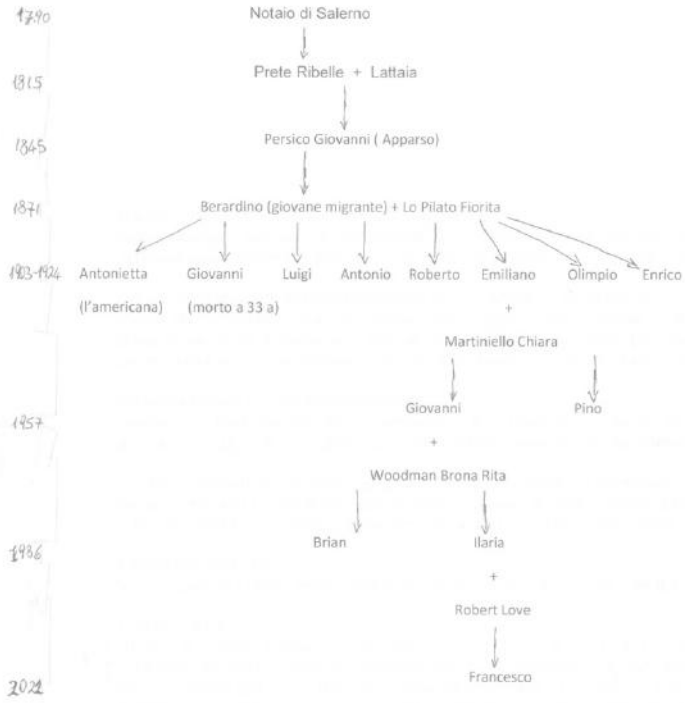 1790 Notaio di Salerno
1815 Prete Ribelle + Lattaia
1845 Persico Giovanni ( Apparso)
1871 Berardino (giovane migrante) + Lo Pilato Fiorita
1903-1924 Antonietta Giovanni Luigi Antonio Roberto Emiliano Olimpio Enrico
(l'americana) (morto a 33 a) +
Martiniello Chiara
Giovanni Pino
1957
+
Woodman Brona Rita
Brian Ilaria
+
Robert Love
Francesco